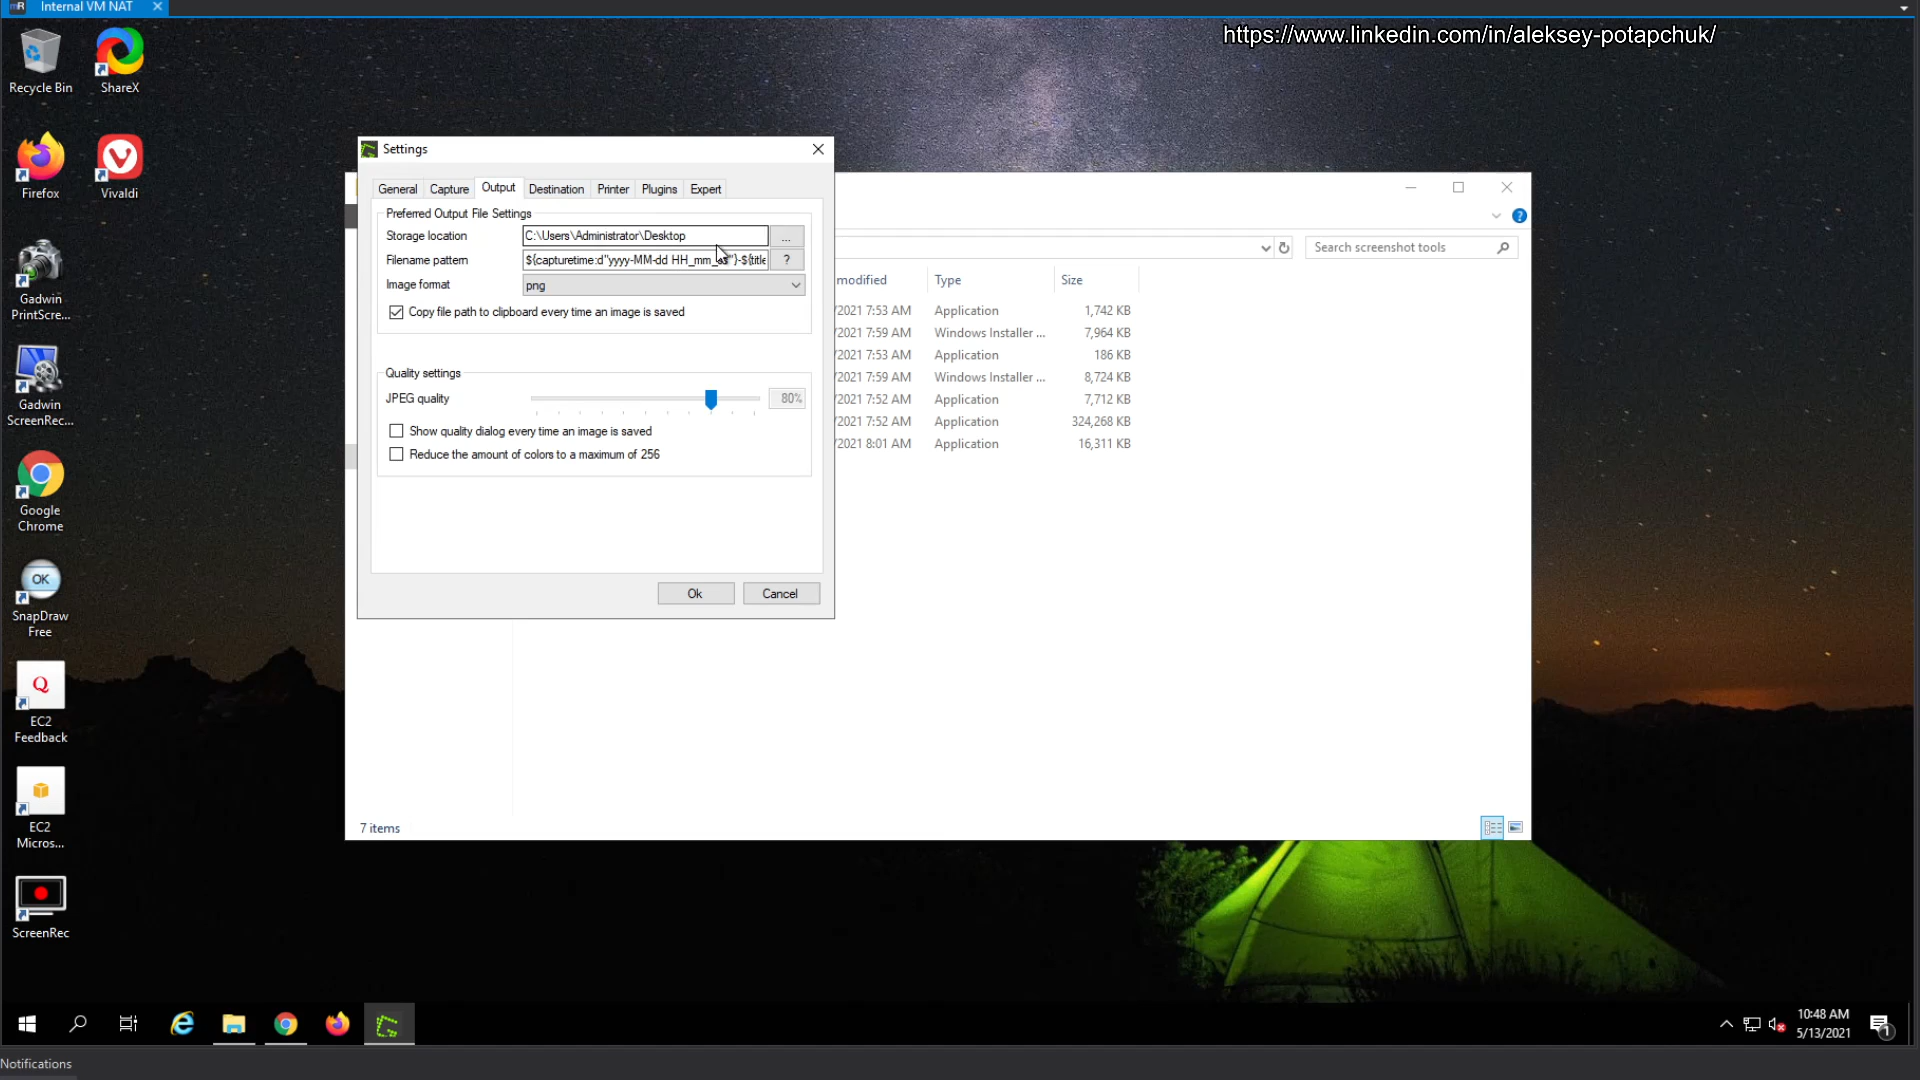 Internal VM NAT
https://www.linkedin.com/in/aleksey-potapchuk/
Recycle Bin
ShareX
Firefox
Vivaldi
Gadwin
PrintScre...
Gadwin
ScreenRec...
Google
Chrome
OK
SnapDraw
Free
Q
EC2
Feedback
EC2
Micros...
ScreenRec
Settings
General
Capture
Output
Destination
Printer
Plugins
Expert
Preferred Output File Settings
Storage location
C:\Users\Administrator\Desktop
...
Filename pattern
?
Image format
png
Copy file path to clipboard every time an image is saved
Quality settings
JPEG quality
80%
Show quality dialog every time an image is saved
Reduce the amount of colors to a maximum of 256
Ok
Cancel
Search screenshot tools
modified
Type
Size
/2021 7:53 AM Application 1,742 KB
/2021 7:59 AM Windows Installer ... 7,964 KB
/2021 7:53 AM Application 186 KB
/2021 7:59 AM Windows Installer ... 8,724 KB
/2021 7:52 AM Application 7,712 KB
/2021 7:52 AM Application 324,268 KB
/2021 8:01 AM Application 16,311 KB
7 items
10:48 AM
5/13/2021
1
Notifications